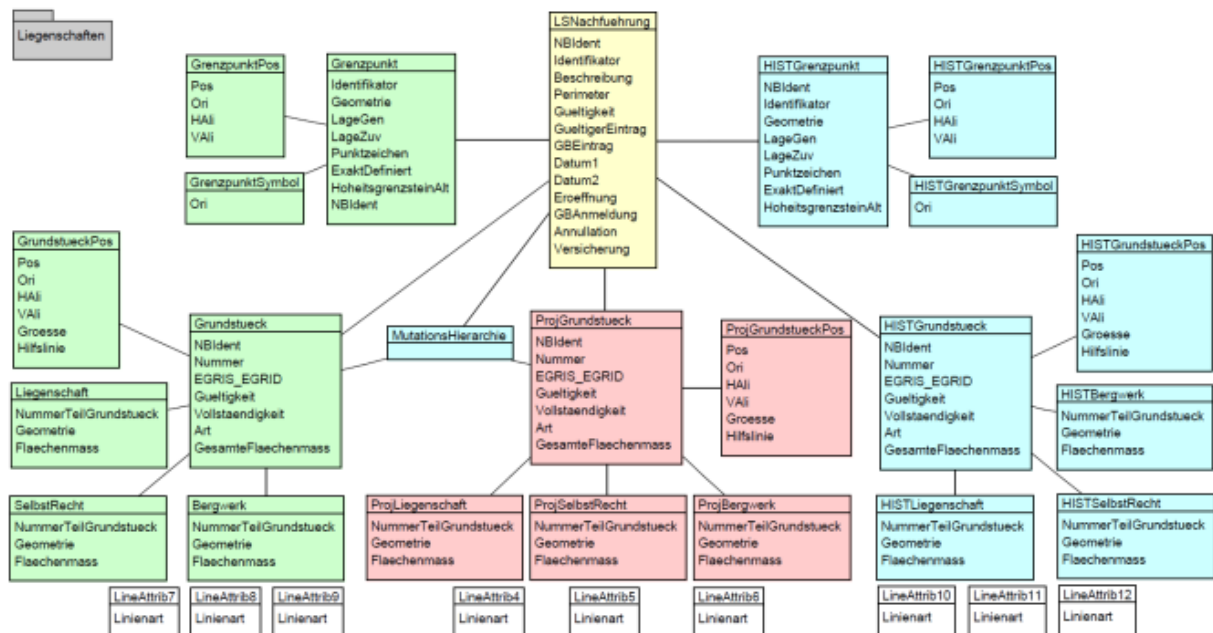 Liegenschaften
LSNachfuehrung
NBIdent
Identifikator
Beschreibung
Perimeter
Gueltigkeit
GueltigerEintrag
GBEintrag
Datum1
Datum2
Eroeffnung
GBAnmeldung
Annullation
Versicherung
GrenzpunktPos
Pos
Ori
HAli
VAli
Grenzpunkt
Identifikator
Geometrie
LageGen
LageZuv
Punktzeichen
ExaktDefiniert
HoheitsgrenzsteinAlt
NBIdent
GrenzpunktSymbol
Ori
HISTGrenzpunkt
NBIdent
Identifikator
Geometrie
LageGen
LageZuv
Punktzeichen
ExaktDefiniert
HoheitsgrenzsteinAlt
HISTGrenzpunktPos
Pos
Ori
HAli
VAli
HISTGrenzpunktSymbol
Ori
GrundstueckPos
Pos
Ori
HAli
VAli
Groesse
Hilfslinie
Grundstueck
NBIdent
Nummer
EGRIS_EGRID
Gueltigkeit
Vollstaendigkeit
Art
GesamteFlaechenmass
MutationsHierarchie
ProjGrundstueck
NBIdent
Nummer
EGRIS_EGRID
Gueltigkeit
Vollstaendigkeit
Art
GesamteFlaechenmass
ProjGrundstueckPos
Pos
Ori
HAli
VAli
Groesse
Hilfslinie
HISTGrundstueck
NBIdent
Nummer
EGRIS_EGRID
Gueltigkeit
Vollstaendigkeit
Art
GesamteFlaechenmass
HISTGrundstueckPos
Pos
Ori
HAli
VAli
Groesse
Hilfslinie
Liegenschaft
NummerTeilGrundstueck
Geometrie
Flaechenmass
HISTBergwerk
NummerTeilGrundstueck
Geometrie
Flaechenmass
SelbstRecht
NummerTeilGrundstueck
Geometrie
Flaechenmass
Bergwerk
NummerTeilGrundstueck
Geometrie
Flaechenmass
ProjLiegenschaft
NummerTeilGrundstueck
Geometrie
Flaechenmass
ProjSelbstRecht
NummerTeilGrundstueck
Geometrie
Flaechenmass
ProjBergwerk
NummerTeilGrundstueck
Geometrie
Flaechenmass
HISTLiegenschaft
NummerTeilGrundstueck
Geometrie
Flaechenmass
HISTSelbstRecht
NummerTeilGrundstueck
Geometrie
Flaechenmass
LineAttrib7
Linienart
LineAttrib8
Linienart
LineAttrib9
Linienart
LineAttrib4
Linienart
LineAttrib5
Linienart
LineAttrib6
Linienart
LineAttrib10
Linienart
LineAttrib11
Linienart
LineAttrib12
Linienart